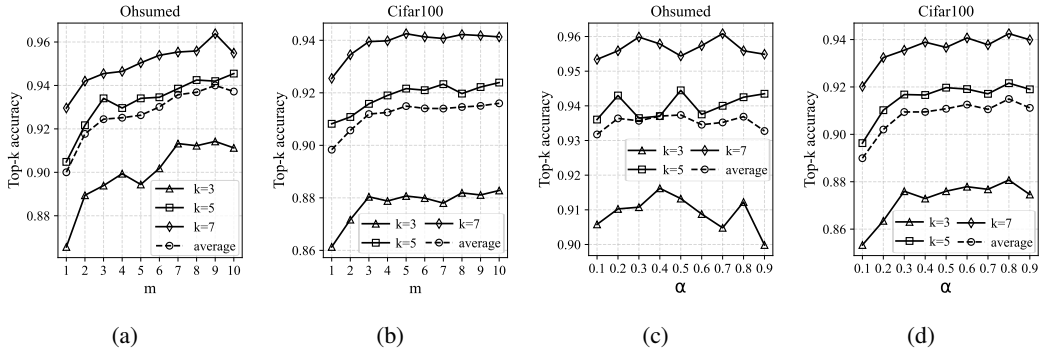 Ohsumed
Top-k accuracy
0.96
0.94
0.92
0.90
0.88
k=3
k=5
k=7
average
1 2 3 4 5 6 7 8 9 10
m
(a)
Cifar100
Top-k accuracy
0.94
0.92
0.90
0.88
0.86
k=3 k=7
k=5 average
1 2 3 4 5 6 7 8 9 10
m
(b)
Ohsumed
Top-k accuracy
0.96
0.95
0.94
0.93
0.92
0.91
0.90
k=3 k=7
k=5 average
0.1 0.2 0.3 0.4 0.5 0.6 0.7 0.8 0.9
α
(c)
Cifar100
Top-k accuracy
0.94
0.92
0.90
0.88
0.86
k=3 k=7
k=5 average
0.1 0.2 0.3 0.4 0.5 0.6 0.7 0.8 0.9
α
(d)